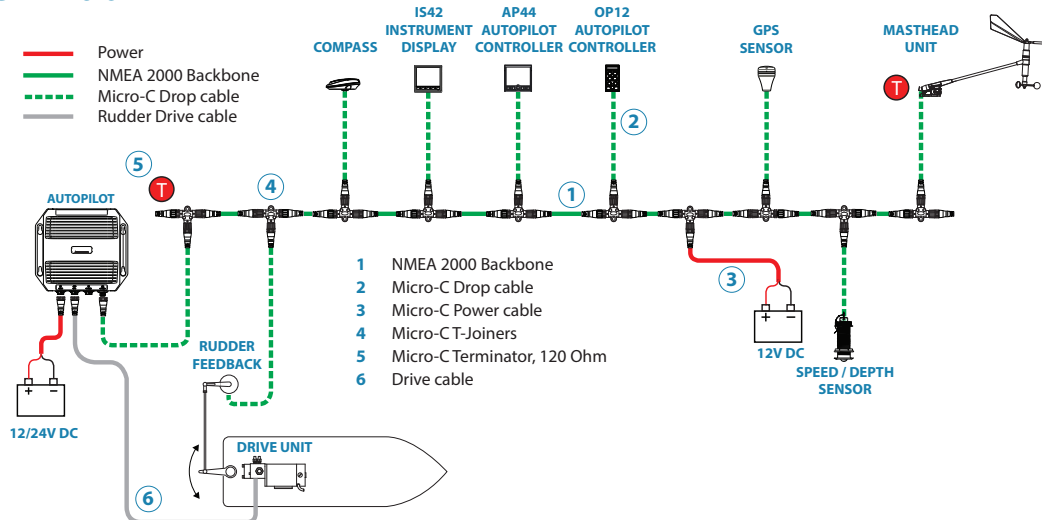 IS42
INSTRUMENT
DISPLAY
AP44
AUTOPILOT
CONTROLLER
OP12
AUTOPILOT
CONTROLLER
COMPASS
GPS
SENSOR
MASTHEAD
UNIT
Power
NMEA 2000 Backbone
Micro-C Drop cable
Rudder Drive cable
T
2
5
T
4
1
AUTOPILOT
1 NMEA 2000 Backbone
2 Micro-C Drop cable
3 Micro-C Power cable
4 Micro-C T-Joiners
5 Micro-C Terminator, 120 Ohm
6 Drive cable
3
+ -
12V DC
SPEED / DEPTH
SENSOR
RUDDER
FEEDBACK
+ -
12/24V DC
DRIVE UNIT
6